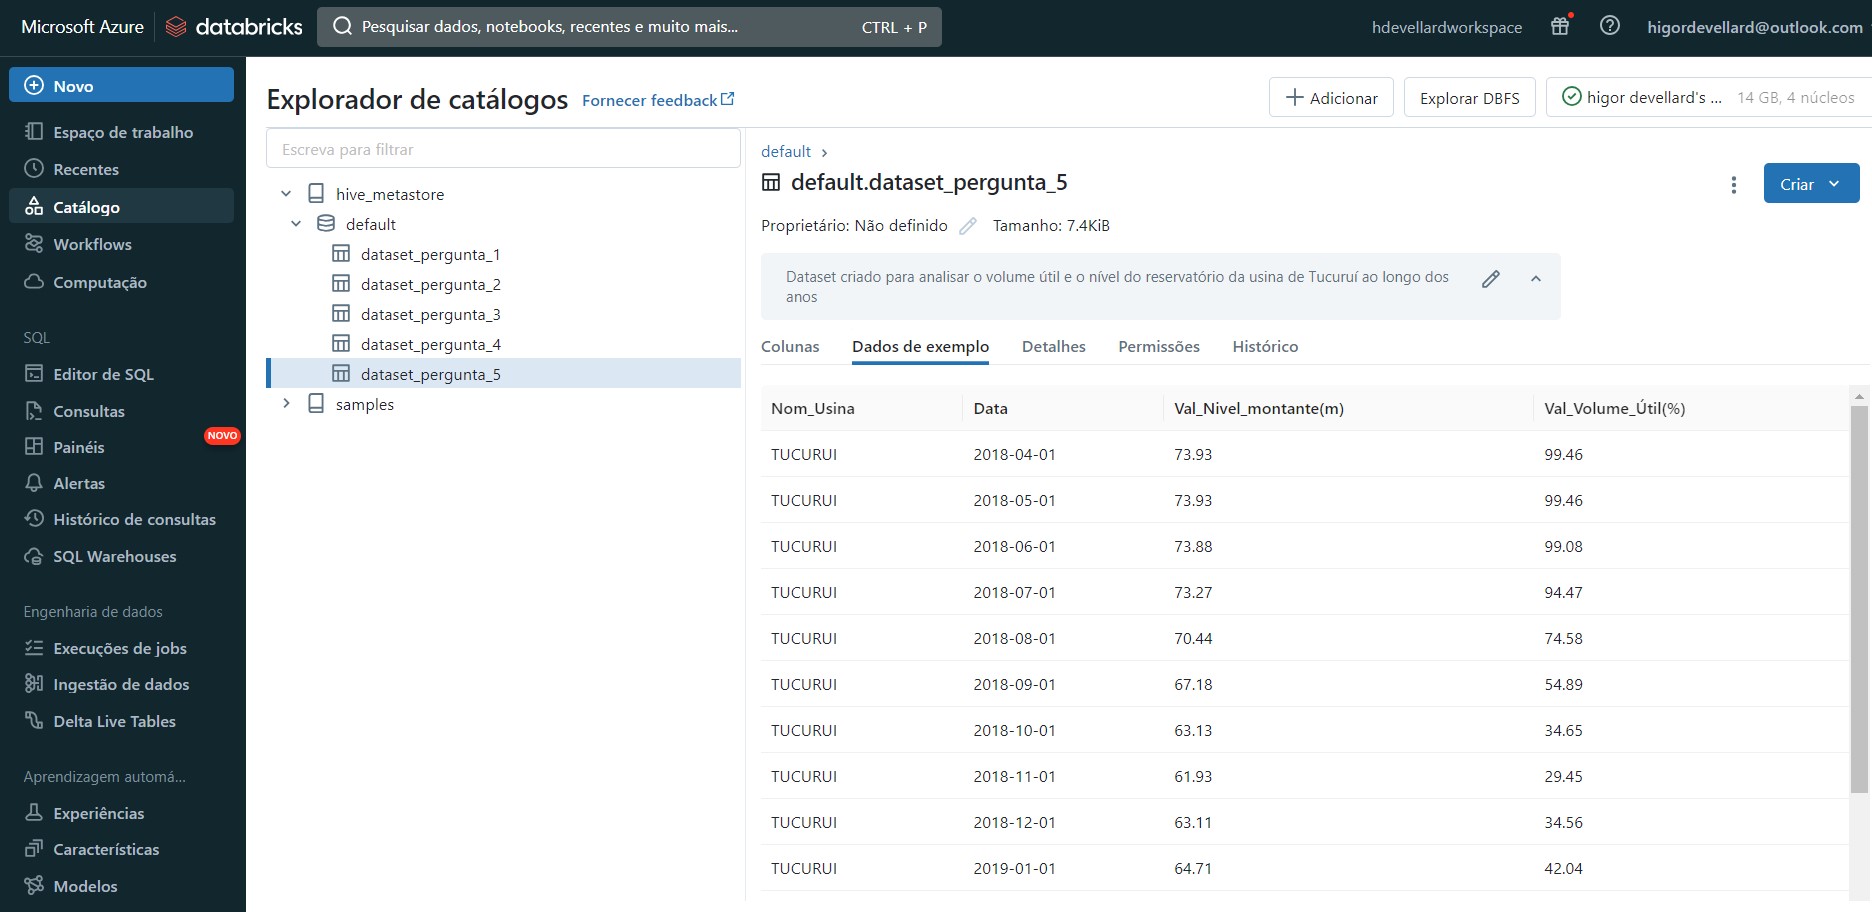 Microsoft Azure databricks Pesquisar dados, notebooks, recentes e muito mais... CTRL + P hdevellardworkspace higordevellard@outlook.com
Novo
Espaço de trabalho
Recentes
Catálogo
Workflows
Computação
SQL
Editor de SQL
Consultas
Painéis NOVO
Alertas
Histórico de consultas
SQL Warehouses
Engenharia de dados
Execuções de jobs
Ingestão de dados
Delta Live Tables
Aprendizagem automá...
Experiências
Características
Modelos
Explorador de catálogos Fornecer feedback Adicionar Explorar DBFS higor devellard's ... 14 GB, 4 núcleos
Escreva para filtrar
hive_metastore
default
dataset_pergunta_1
dataset_pergunta_2
dataset_pergunta_3
dataset_pergunta_4
dataset_pergunta_5
samples
default
default.dataset_pergunta_5 Criar
Proprietário: Não definido Tamanho: 7.4KiB
Dataset criado para analisar o volume útil e o nível do reservatório da usina de Tucuruí ao longo dos
anos
Colunas Dados de exemplo Detalhes Permissões Histórico
Nom_Usina Data Val_Nivel_montante(m) Val_Volume_Útil(%)
TUCURUI 2018-04-01 73.93 99.46
TUCURUI 2018-05-01 73.93 99.46
TUCURUI 2018-06-01 73.88 99.08
TUCURUI 2018-07-01 73.27 94.47
TUCURUI 2018-08-01 70.44 74.58
TUCURUI 2018-09-01 67.18 54.89
TUCURUI 2018-10-01 63.13 34.65
TUCURUI 2018-11-01 61.93 29.45
TUCURUI 2018-12-01 63.11 34.56
TUCURUI 2019-01-01 64.71 42.04